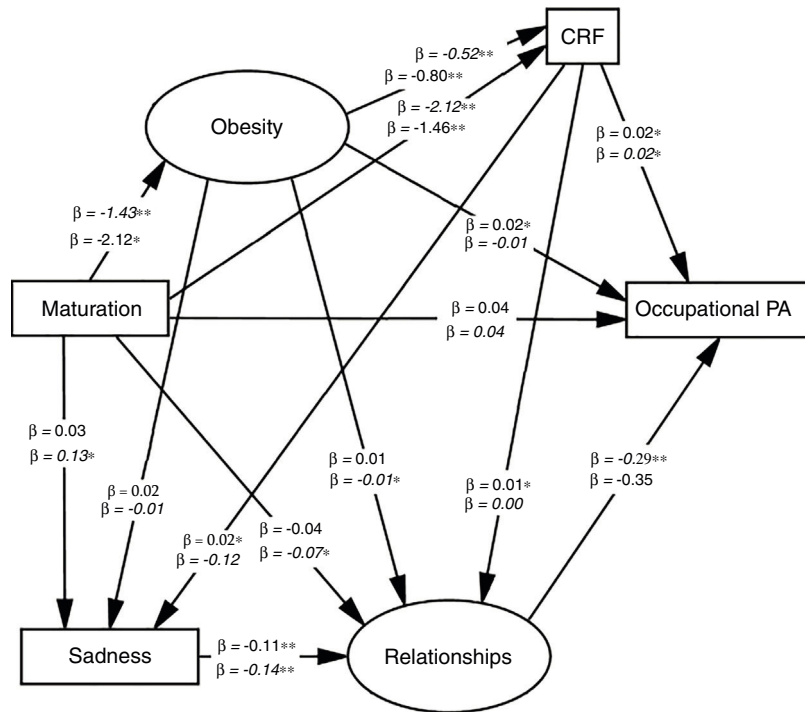 CRF
β = -0.52**
β = -0.80**
β = -2.12**
β = -1.46**
Obesity
β = 0.02*
β = 0.02*
β = -1.43**
β = -2.12*
β = 0.02*
β = -0.01
Maturation
β = 0.04
β = 0.04
Occupational PA
β = 0.03
β = 0.13*
β = 0.02
β = -0.01
β = 0.02*
β = -0.12
β = -0.04
β = -0.07*
β = 0.01
β = -0.01*
β = 0.01*
β = 0.00
β = -0.29**
β = -0.35
Sadness
β = -0.11**
β = -0.14**
Relationships